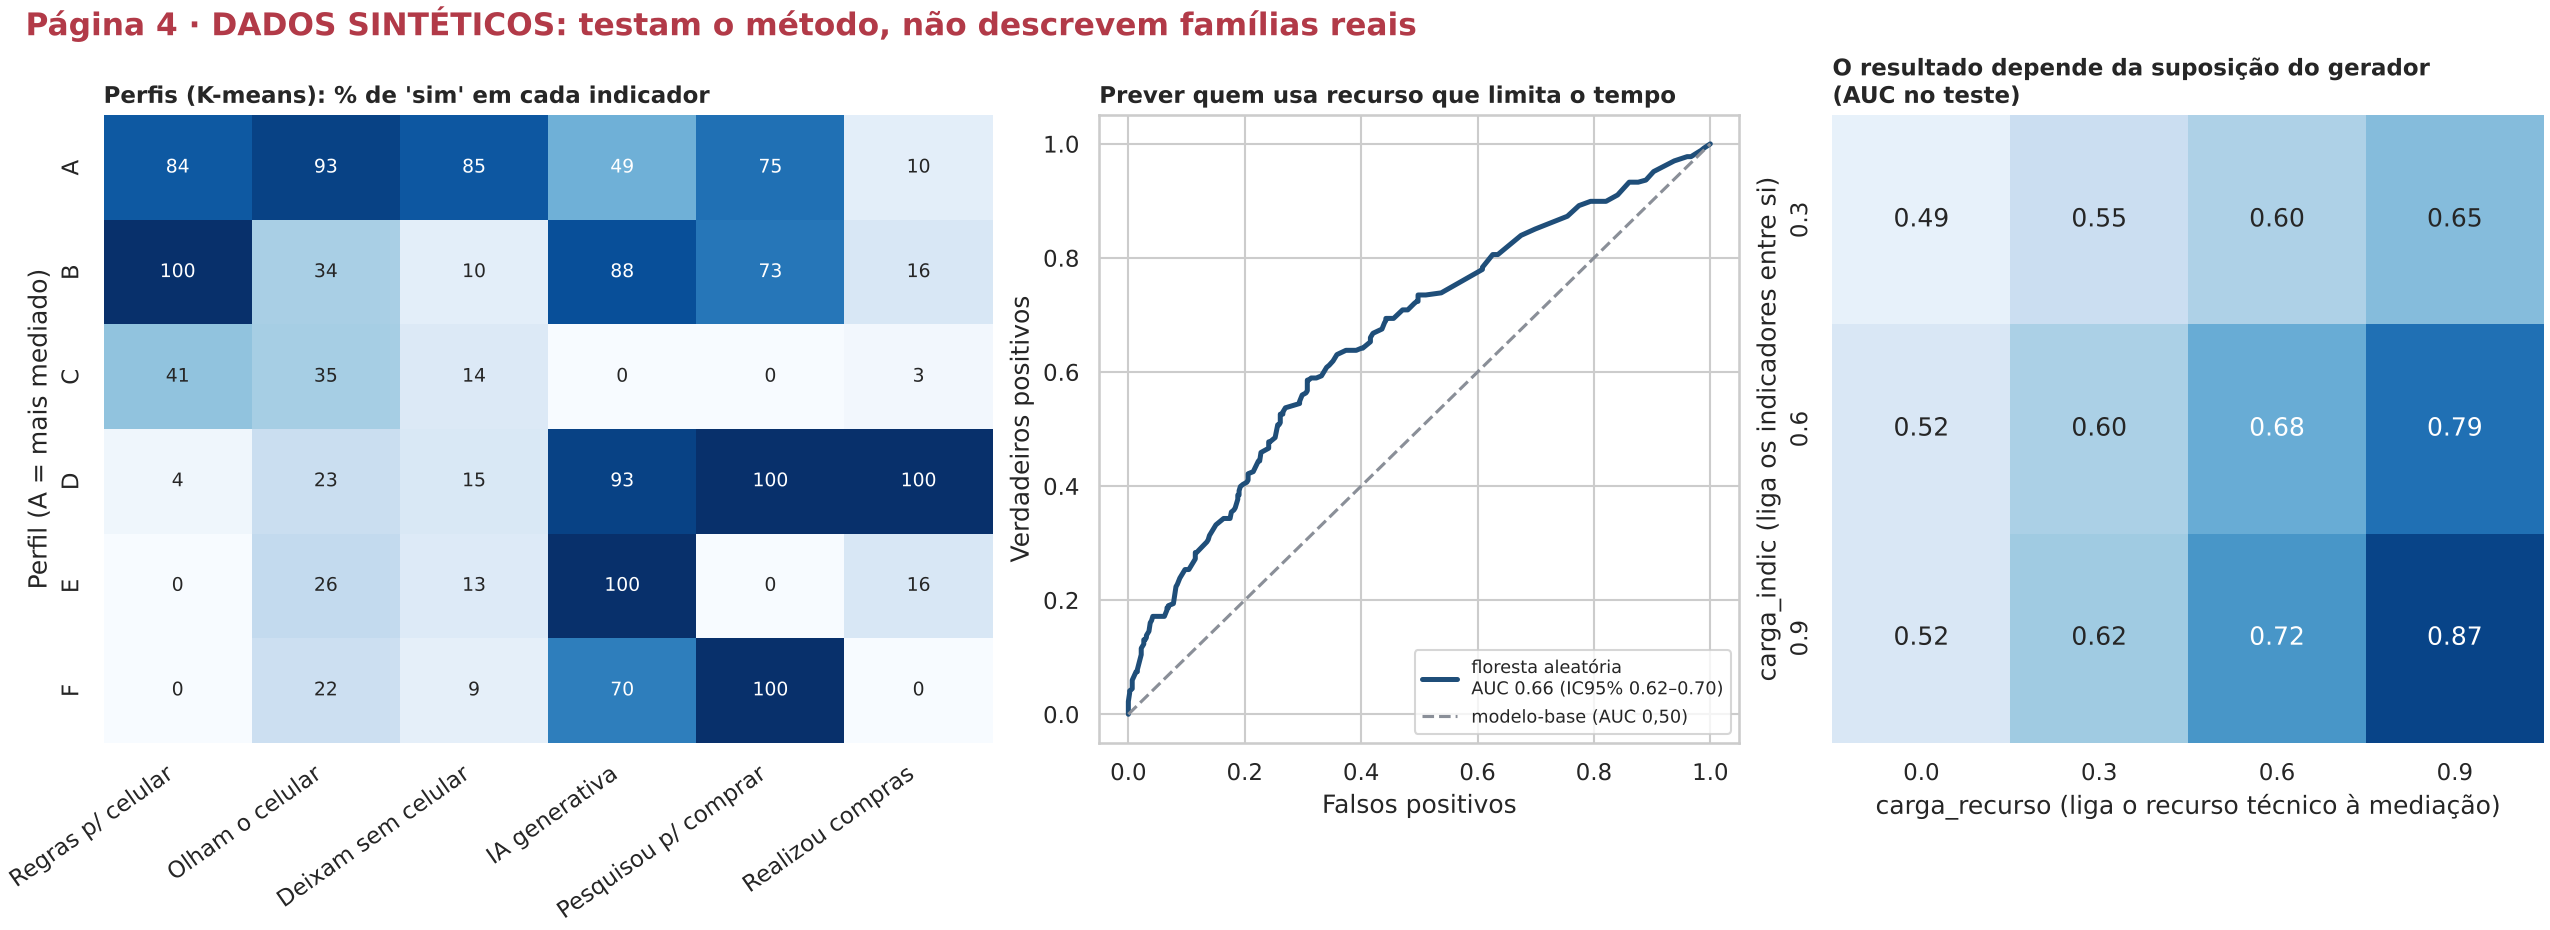 Página 4 · DADOS SINTÉTICOS: testam o método, não descrevem famílias reais
Perfis (K-means): % de 'sim' em cada indicador
Perfil (A = mais mediado)
A 84 93 85 49 75 10
B 100 34 10 88 73 16
C 41 35 14 0 0 3
D 4 23 15 93 100 100
E 0 26 13 100 0 16
F 0 22 9 70 100 0
Regras p/ celular
Olham o celular
Deixam sem celular
IA generativa
Pesquisou p/ comprar
Realizou compras
Prever quem usa recurso que limita o tempo
Verdadeiros positivos
1.0
0.8
0.6
0.4
0.2
0.0
floresta aleatória
AUC 0.66 (IC95% 0.62–0.70)
modelo-base (AUC 0,50)
0.0 0.2 0.4 0.6 0.8 1.0
Falsos positivos
O resultado depende da suposição do gerador
(AUC no teste)
carga_indic (liga os indicadores entre si)
0.3 0.49 0.55 0.60 0.65
0.6 0.52 0.60 0.68 0.79
0.9 0.52 0.62 0.72 0.87
0.0 0.3 0.6 0.9
carga_recurso (liga o recurso técnico à mediação)